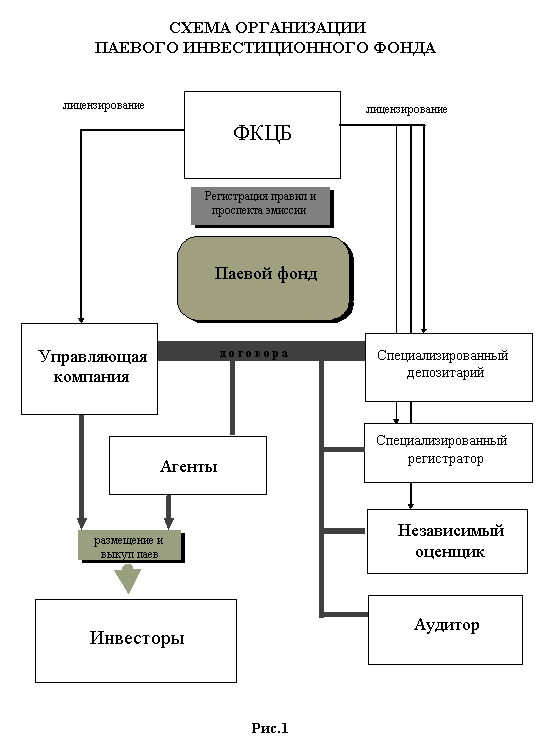 СХЕМА ОРГАНИЗАЦИИ
ПАЕВОГО ИНВЕСТИЦИОННОГО ФОНДА
лицензирование
лицензирование
ФКЦБ
Регистрация правил и
проспекта эмиссии
Паевой фонд
Управляющая
компания
договора
Специализированный
депозитарий
Агенты
Специализированный
регистратор
размещение и
выкуп паев
Независимый
оценщик
Инвесторы
Аудитор
Рис.1